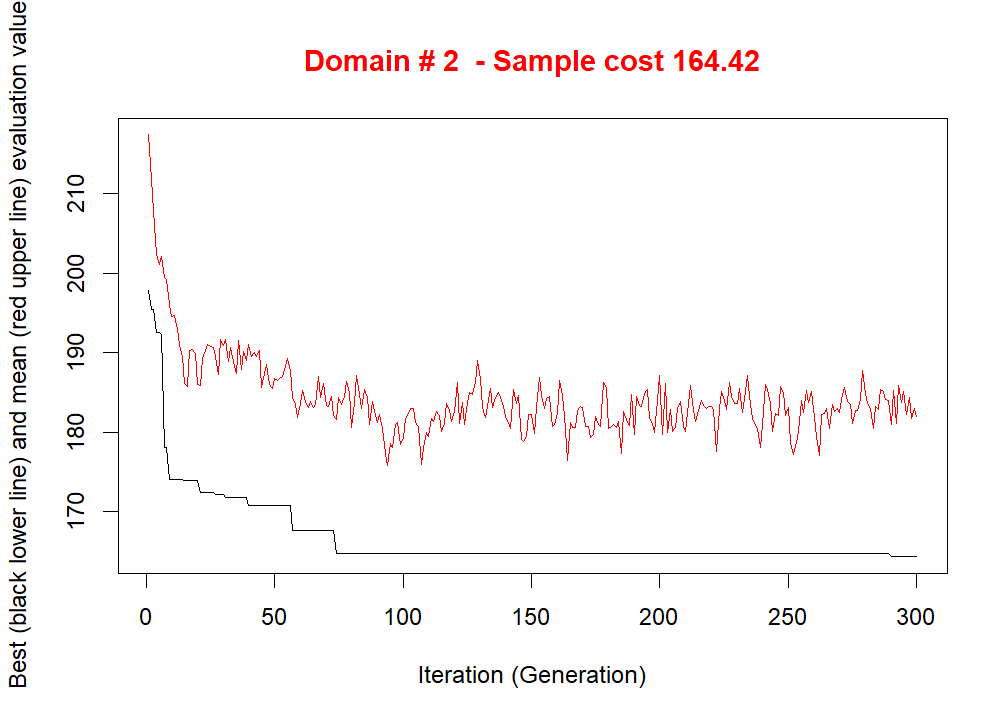 Domain # 2 - Sample cost 164.42
Best (black lower line) and mean (red upper line) evaluation value
210
200
190
180
170
0 50 100 150 200 250 300
Iteration (Generation)